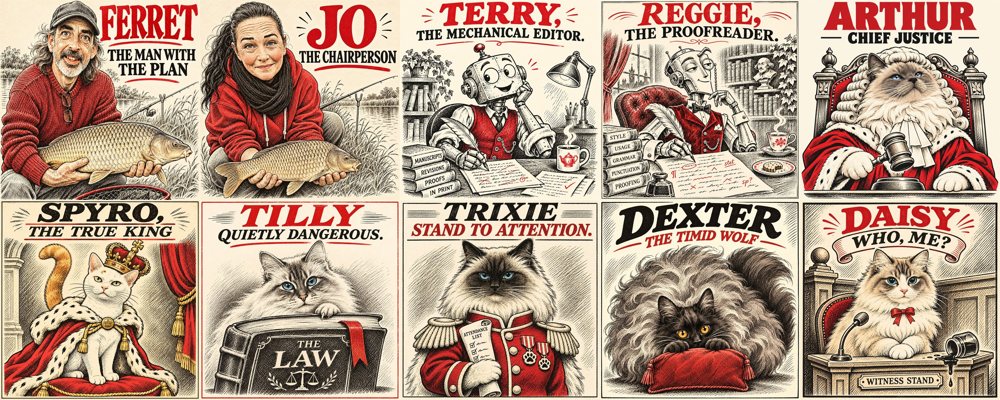 FERRET
THE MAN WITH
THE PLAN
JO
THE CHAIRPERSON
TERRY,
THE MECHANICAL EDITOR.
MANUSCRIPTS
REVISIONS
PROOFS
IN PRINT
REGGIE,
THE PROOFREADER.
STYLE
USAGE
GRAMMAR
PUNCTUATION
PROOFING
ARTHUR
CHIEF JUSTICE
SPYRO,
THE TRUE KING
TILLY
QUIETLY DANGEROUS.
THE
LAW
TRIXIE
STAND TO ATTENTION.
ATTENDANCE
LIST
DEXTER
THE TIMID WOLF
DAISY
WHO, ME?
WITNESS STAND